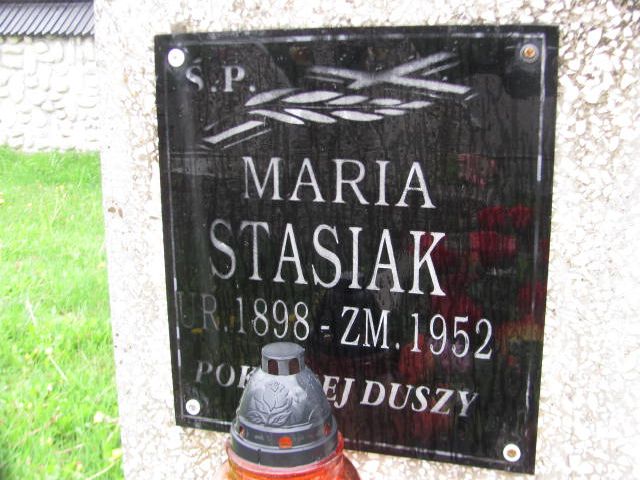 Ś.P.
MARIA
STASIAK
UR. 1898 - ZM. 1952
DUSZY